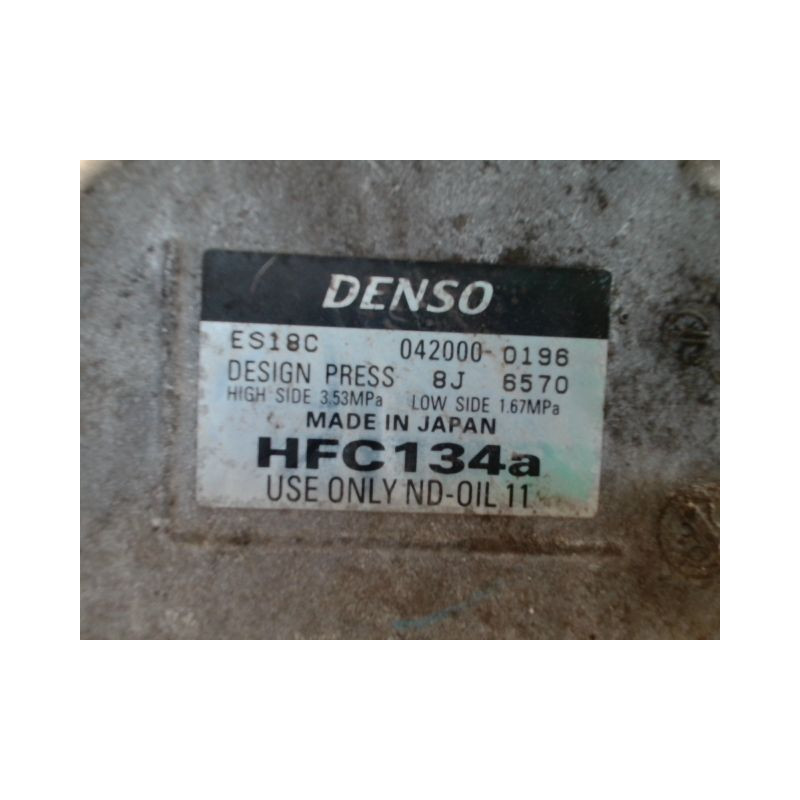 DENSO
ES18C 042000-0196
DESIGN PRESS 8J 6570
HIGH SIDE 3.53MPa LOW SIDE 1.67MPa
MADE IN JAPAN
HFC134a
USE ONLY ND-OIL 11